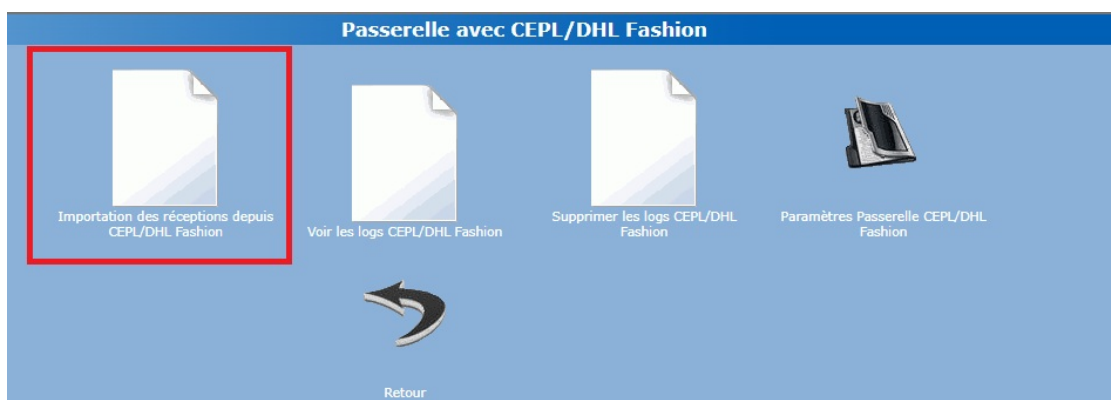 Passerelle avec CEPL/DHL Fashion
Importation des réceptions depuis
CEPL/DHL Fashion
Voir les logs CEPL/DHL Fashion
Supprimer les logs CEPL/DHL
Fashion
Paramètres Passerelle CEPL/DHL
Fashion
Retour